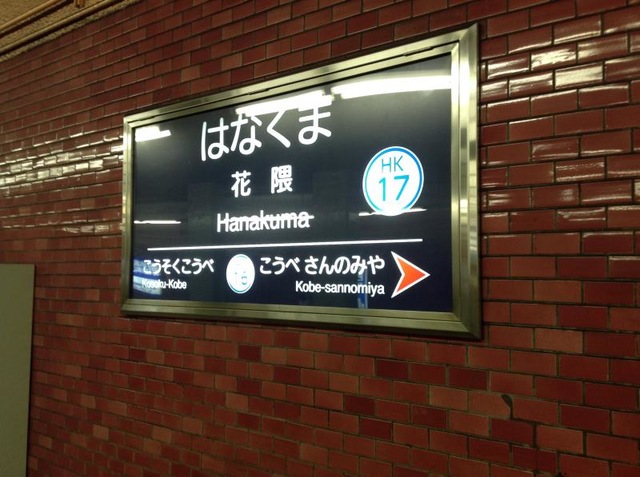 はなくま
花隈
Hanakuma
HK
17
こうそくこうべ こうべ さんのみや
Kosoku-Kobe Kobe-sannomiya